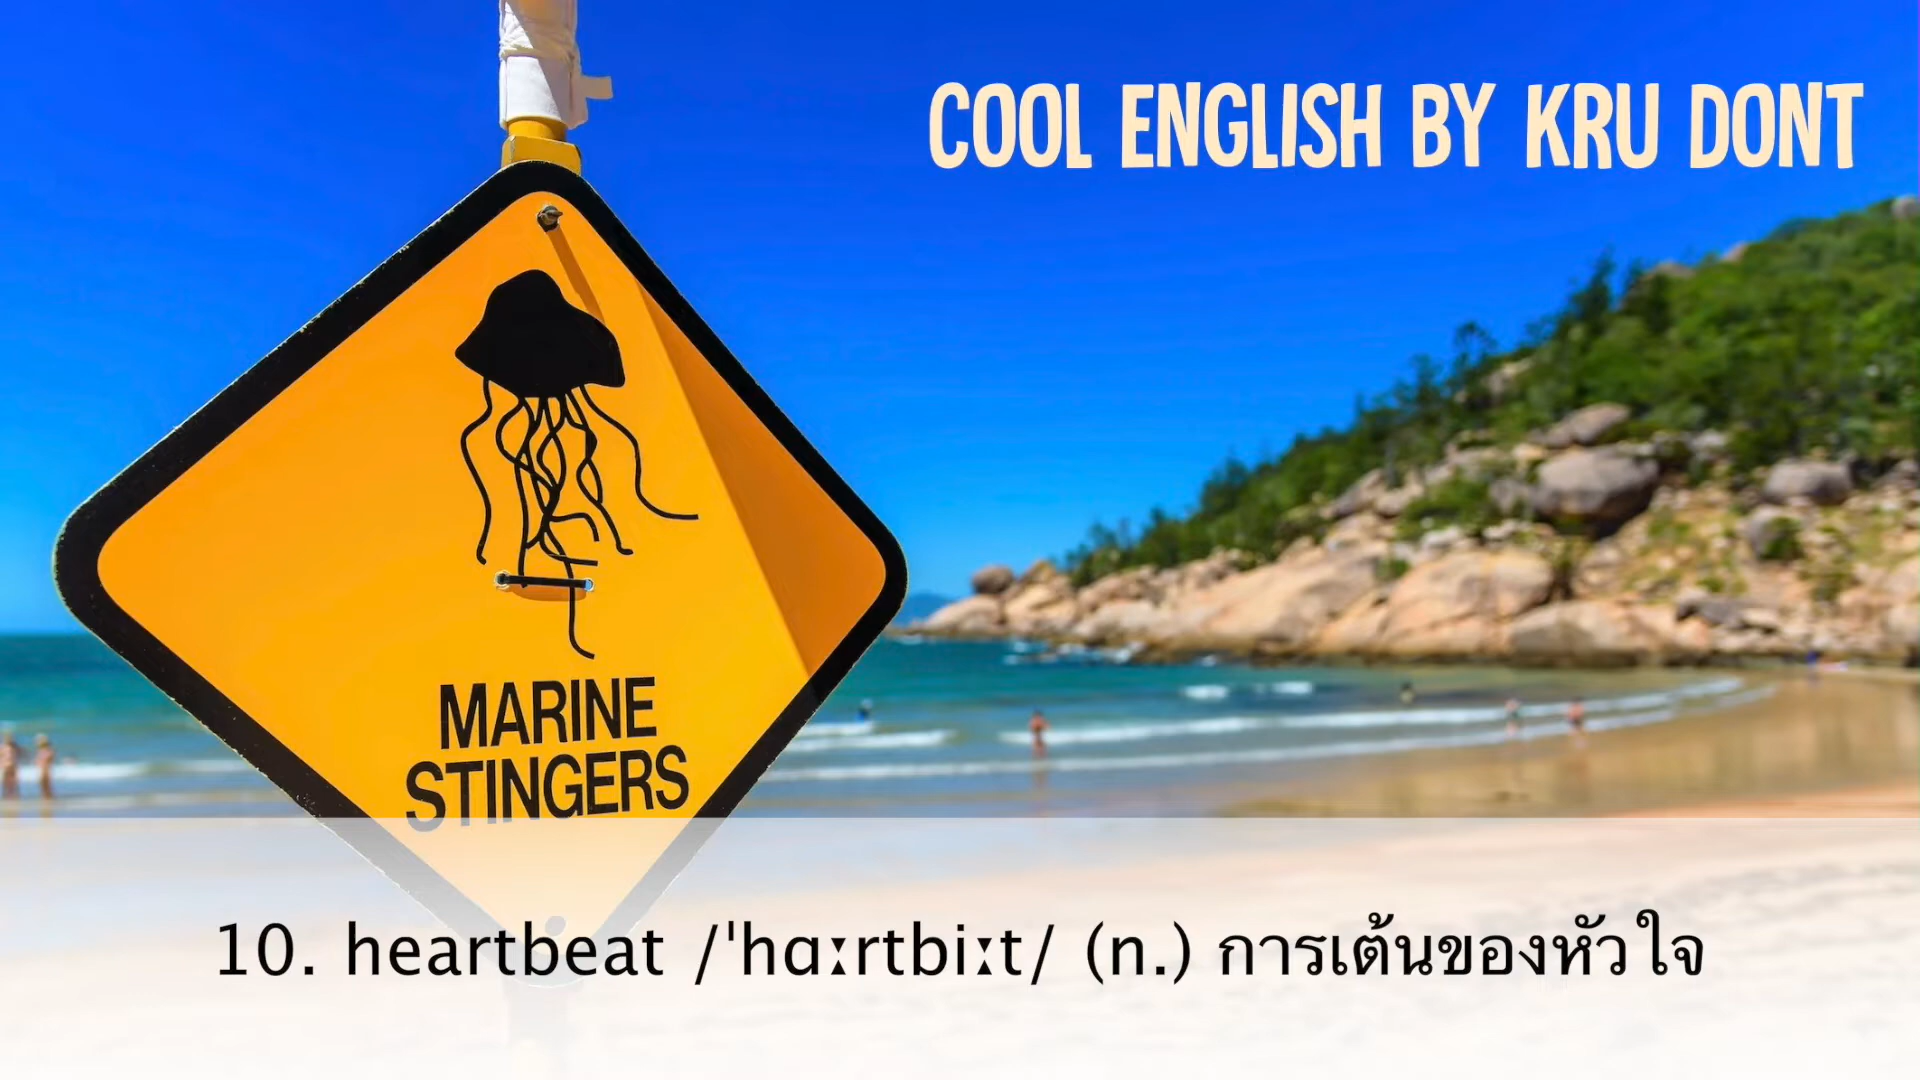 COOL ENGLISH BY KRU DONT
MARINE
STINGERS
10. heartbeat /ˈhɑːrtbiːt/ (n.) การเต้นของหัวใจ